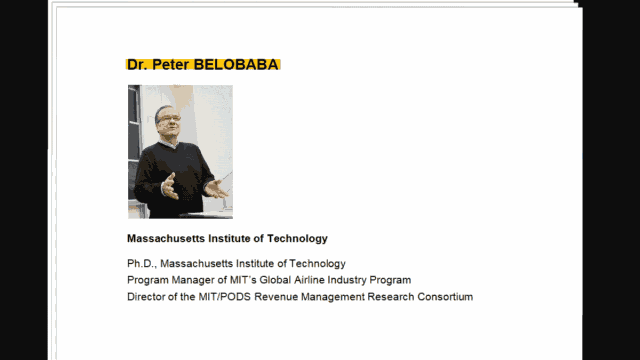 Dr. Peter BELOBABA
Massachusetts Institute of Technology
Ph.D., Massachusetts Institute of Technology
Program Manager of MIT's Global Airline Industry Program
Director of the MIT/PODS Revenue Management Research Consortium